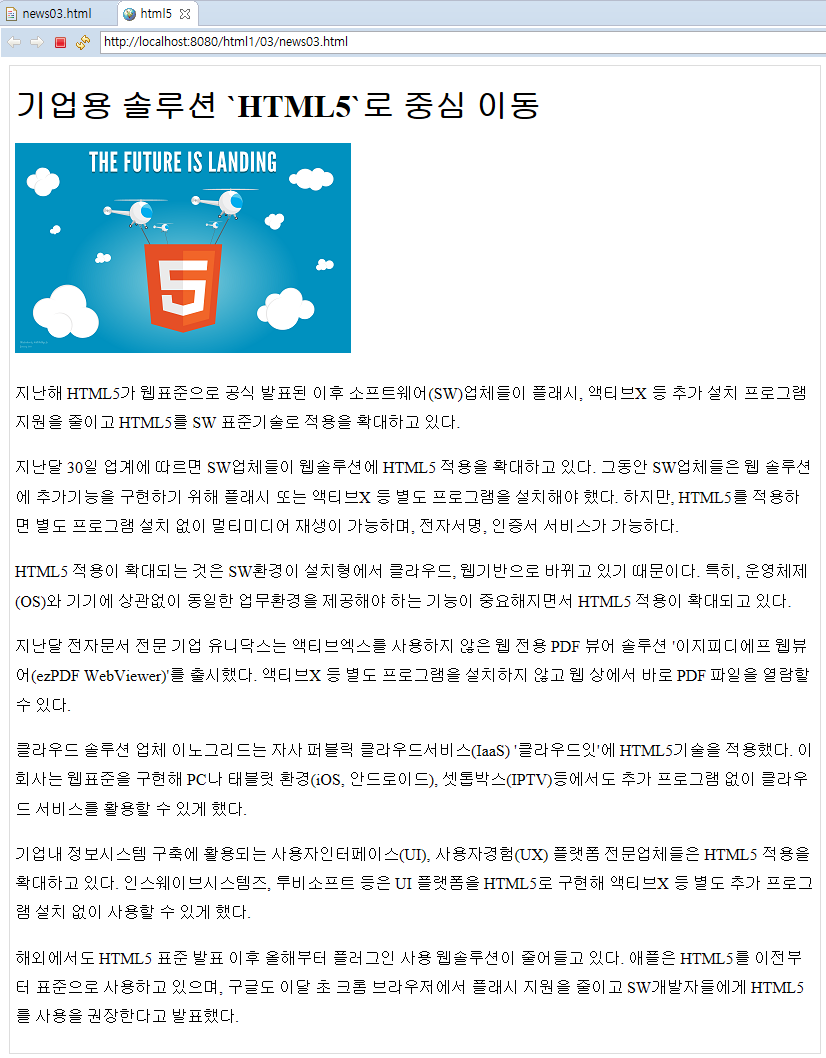 news03.html
html5
http://localhost:8080/html1/03/news03.html
기업용 솔루션 `HTML5`로 중심 이동
THE FUTURE IS LANDING
5
지난해 HTML5가 웹표준으로 공식 발표된 이후 소프트웨어(SW)업체들이 플래시, 액티브X 등 추가 설치 프로그램
지원을 줄이고 HTML5를 SW 표준기술로 적용을 확대하고 있다.
지난달 30일 업계에 따르면 SW업체들이 웹솔루션에 HTML5 적용을 확대하고 있다. 그동안 SW업체들은 웹 솔루션
에 추가기능을 구현하기 위해 플래시 또는 액티브X 등 별도 프로그램을 설치해야 했다. 하지만, HTML5를 적용하
면 별도 프로그램 설치 없이 멀티미디어 재생이 가능하며, 전자서명, 인증서 서비스가 가능하다.
HTML5 적용이 확대되는 것은 SW환경이 설치형에서 클라우드, 웹기반으로 바뀌고 있기 때문이다. 특히, 운영체제
(OS)와 기기에 상관없이 동일한 업무환경을 제공해야 하는 기능이 중요해지면서 HTML5 적용이 확대되고 있다.
지난달 전자문서 전문 기업 유니닥스는 액티브엑스를 사용하지 않은 웹 전용 PDF 뷰어 솔루션 '이지피디에프 웹뷰
어(ezPDF WebViewer)'를 출시했다. 액티브X 등 별도 프로그램을 설치하지 않고 웹 상에서 바로 PDF 파일을 열람할
수 있다.
클라우드 솔루션 업체 이노그리드는 자사 퍼블릭 클라우드서비스(IaaS) '클라우드잇'에 HTML5기술을 적용했다. 이
회사는 웹표준을 구현해 PC나 태블릿 환경(iOS, 안드로이드), 셋톱박스(IPTV)등에서도 추가 프로그램 없이 클라우
드 서비스를 활용할 수 있게 했다.
기업내 정보시스템 구축에 활용되는 사용자인터페이스(UI), 사용자경험(UX) 플랫폼 전문업체들은 HTML5 적용을
확대하고 있다. 인스웨이브시스템즈, 투비소프트 등은 UI 플랫폼을 HTML5로 구현해 액티브X 등 별도 추가 프로그
램 설치 없이 사용할 수 있게 했다.
해외에서도 HTML5 표준 발표 이후 올해부터 플러그인 사용 웹솔루션이 줄어들고 있다. 애플은 HTML5를 이전부
터 표준으로 사용하고 있으며, 구글도 이달 초 크롬 브라우저에서 플래시 지원을 줄이고 SW개발자들에게 HTML5
를 사용을 권장한다고 발표했다.